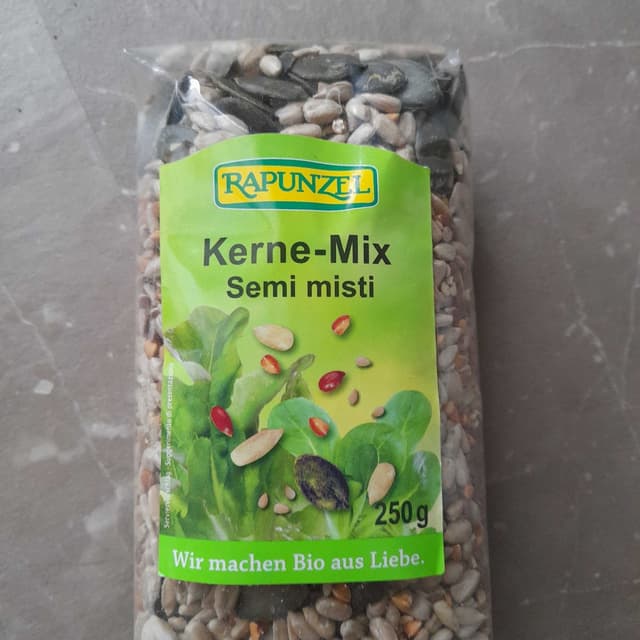 RAPUNZEL
Kerne-Mix
Semi misti
250g
Wir machen Bio aus Liebe.